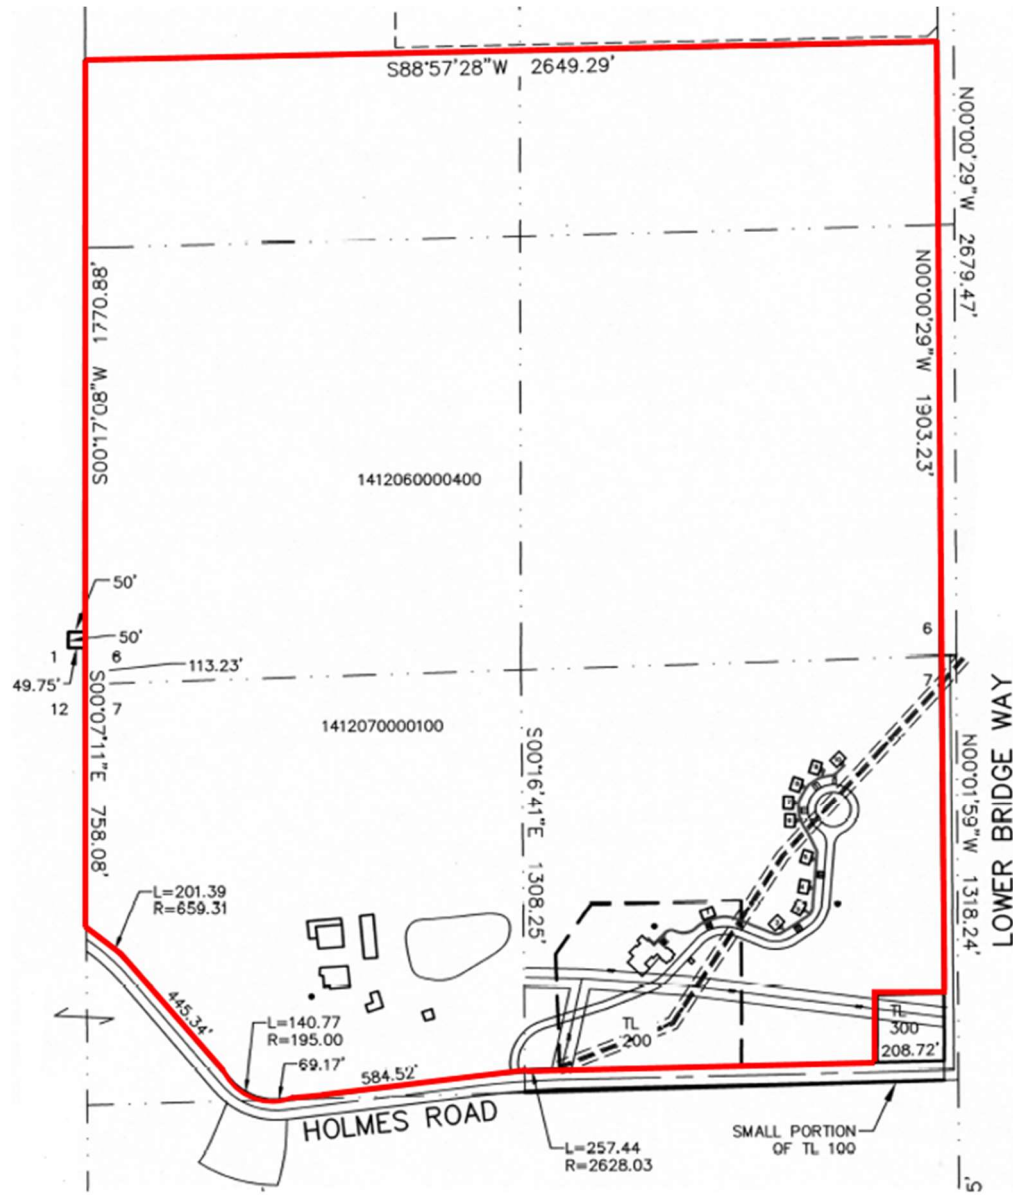 S88°57'28"W 2649.29'
N00°00'29"W 2679.47'
S00°17'08"W 1770.88'
N00°00'29"W 1903.23'
1412060000400
50'
50'
1 6
113.23'
49.75'
12 7
6
7
S00°07'11"E 758.08'
1412070000100
S00°16'41"E 1308.25'
N00°01'59"W 1318.24'
LOWER BRIDGE WAY
L=201.39
R=659.31
445.34'
L=140.77
R=195.00
69.17'
584.52'
TL
200
TL
300
208.72'
HOLMES ROAD
L=257.44
R=2628.03
SMALL PORTION
OF TL 100